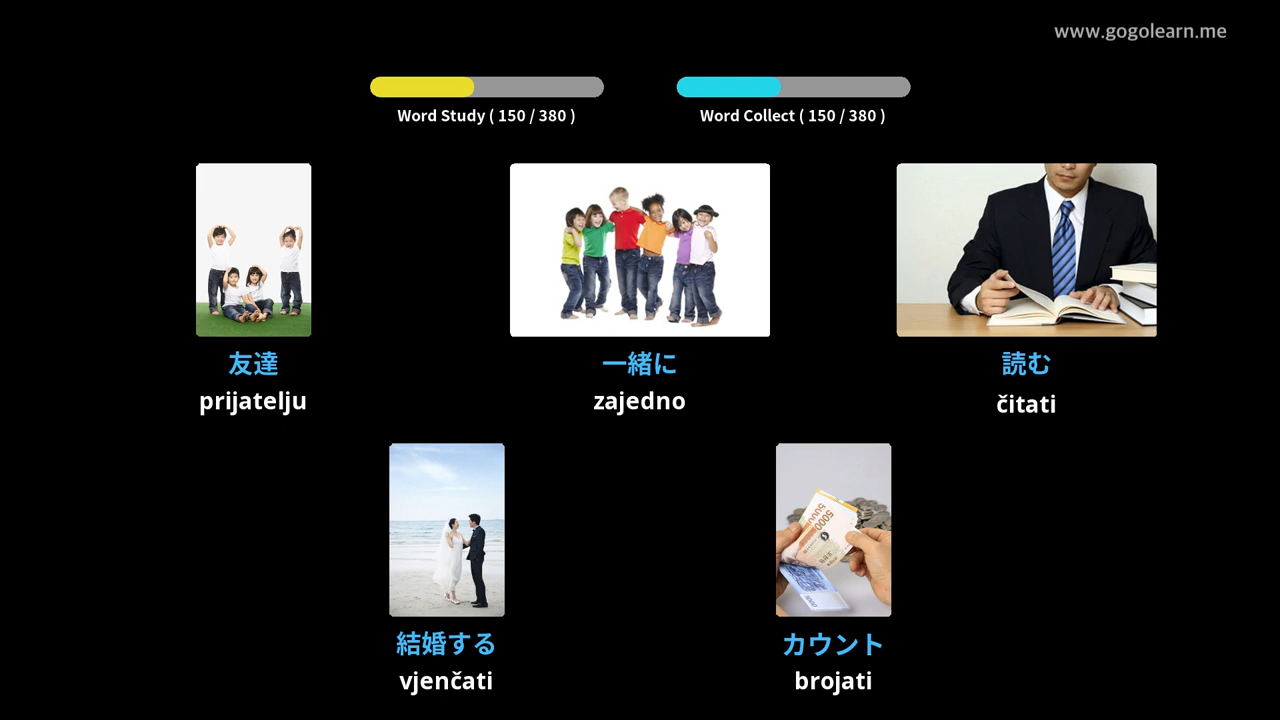 www.gogolearn.me
Word Study ( 150 / 380 )
Word Collect ( 150 / 380 )
友達
prijatelju
一緒に
zajedno
読む
čitati
結婚する
vjenčati
カウント
brojati